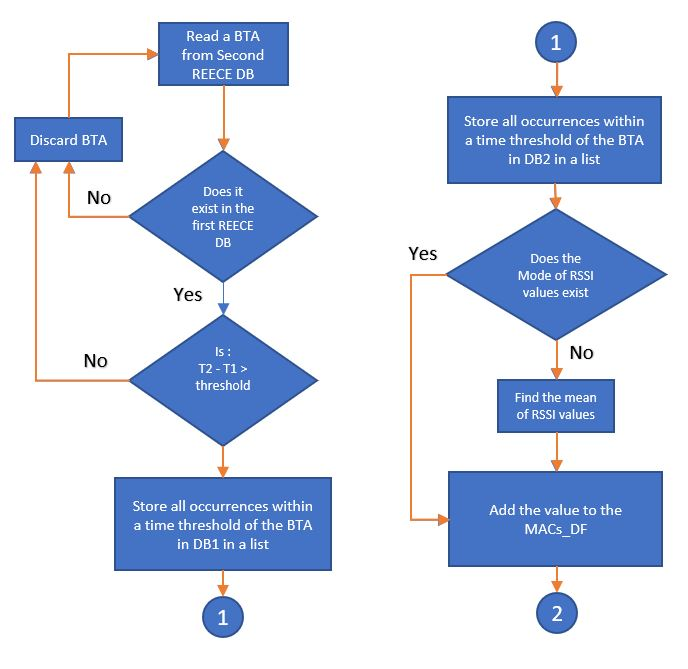 Read a BTA
from Second
REECE DB
Discard BTA
No
Does it
exist in the
first REECE
DB
Yes
No
Is :
T2 - T1 >
threshold
Store all occurrences within
a time threshold of the BTA
in DB1 in a list
1
1
Store all occurrences within
a time threshold of the BTA
in DB2 in a list
Yes
Does the
Mode of RSSI
values exist
No
Find the mean
of RSSI values
Add the value to the
MACs_DF
2